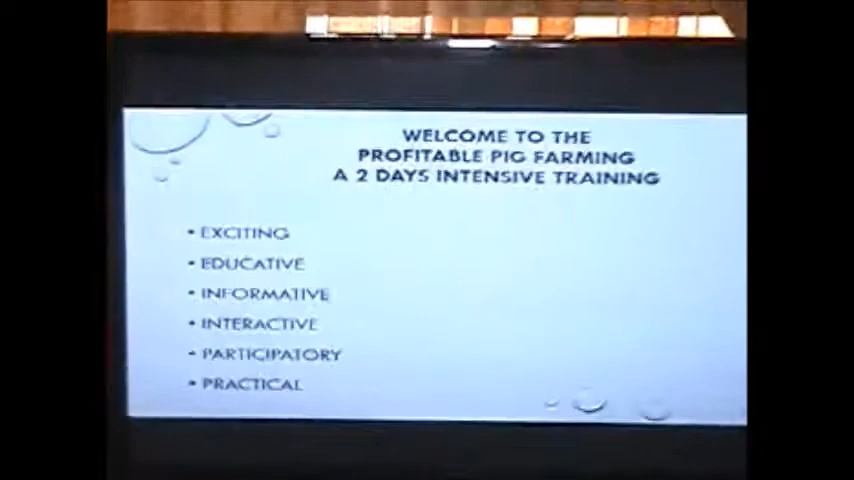 WELCOME TO THE
PROFITABLE PIG FARMING
A 2 DAYS INTENSIVE TRAINING
• EXCITING
• EDUCATIVE
• INFORMATIVE
• INTERACTIVE
• PARTICIPATORY
• PRACTICAL